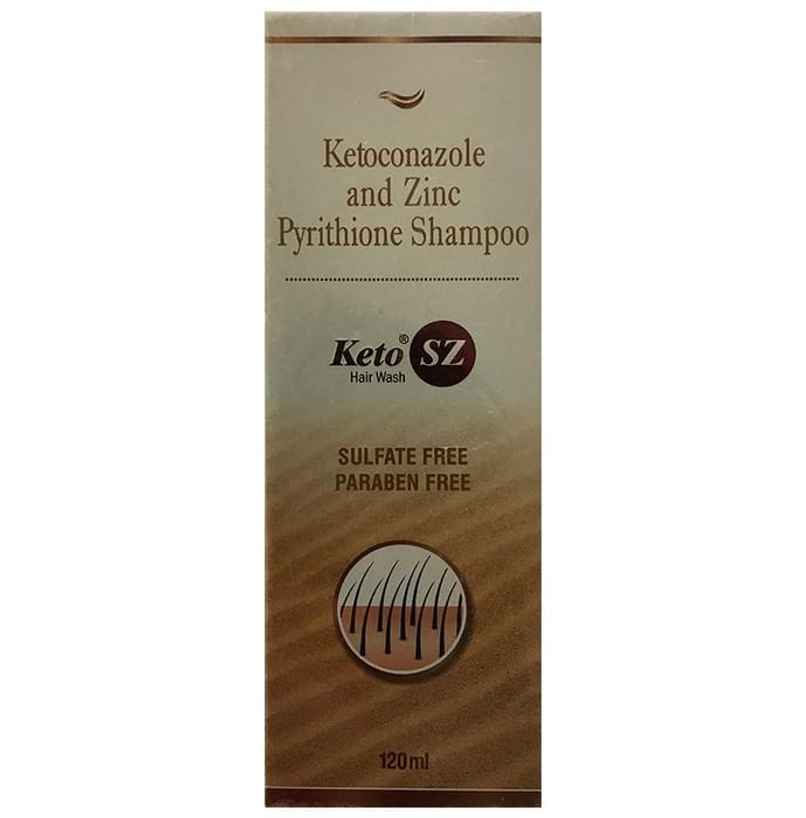 Ketoconazole
and Zinc
Pyrithione Shampoo
Keto® SZ
Hair Wash
SULFATE FREE
PARABEN FREE
120ml